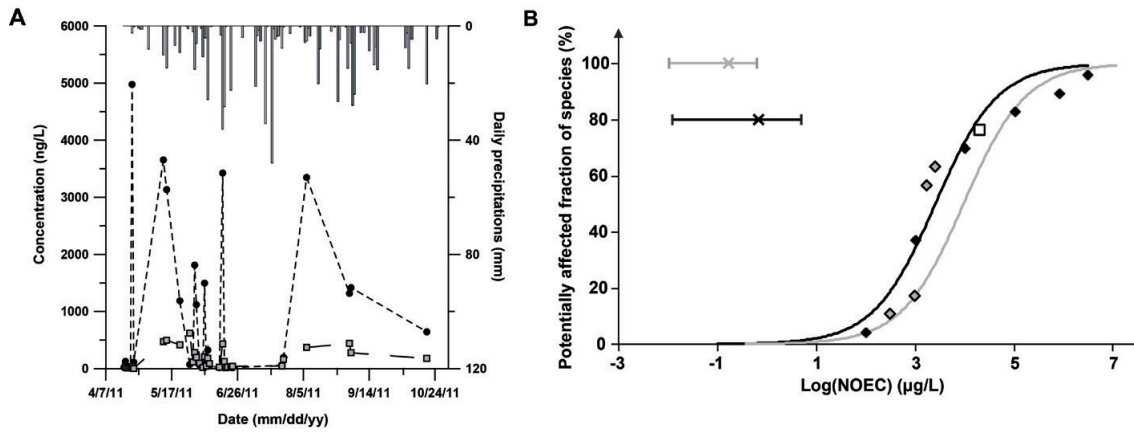 A
6000
5000
4000
3000
2000
1000
0
Concentration (ng/L)
0
40
80
120
Daily precipitations (mm)
4/7/11 5/17/11 6/26/11 8/5/11 9/14/11 10/24/11
Date (mm/dd/yy)
B
Potentially affected fraction of species (%)
100
80
60
40
20
0
-3 -1 1 3 5 7
Log(NOEC) (µg/L)